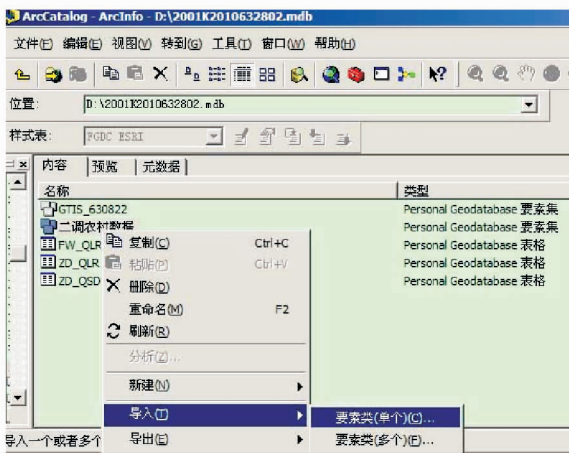 ArcCatalog - ArcInfo - D:\2001K2010632802.mdb
文件(F) 编辑(E) 视图(V) 转到(G) 工具(T) 窗口(W) 帮助(H)
位置: D:\2001K2010632802.mdb
样式表: FGDC ESRI
内容 预览 元数据
名称 类型
GTIS_630822 Personal Geodatabase 要素集
二调农村数据 Personal Geodatabase 要素集
FW_QLR Personal Geodatabase 表格
ZD_QLR Personal Geodatabase 表格
ZD_QSD Personal Geodatabase 表格
复制(C) Ctrl+C
粘贴(P) Ctrl+V
删除(D)
重命名(M) F2
刷新(R)
分析(Z)...
新建(N)
导入(I) 要素类(单个)(C)...
导出(E) 要素类(多个)(F)...
导入一个或者多个